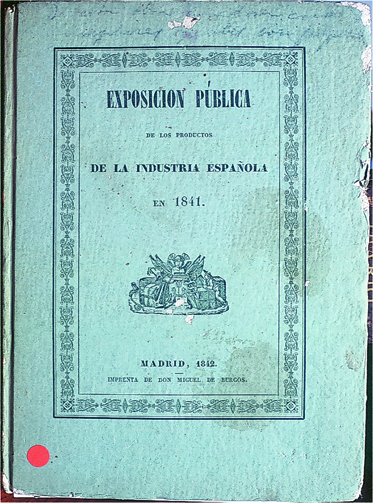 EXPOSICION PÚBLICA
DE LOS PRODUCTOS
DE LA INDUSTRIA ESPAÑOLA
EN 1841.
MADRID, 1842.
IMPRENTA DE DON MIGUEL DE BURGOS.